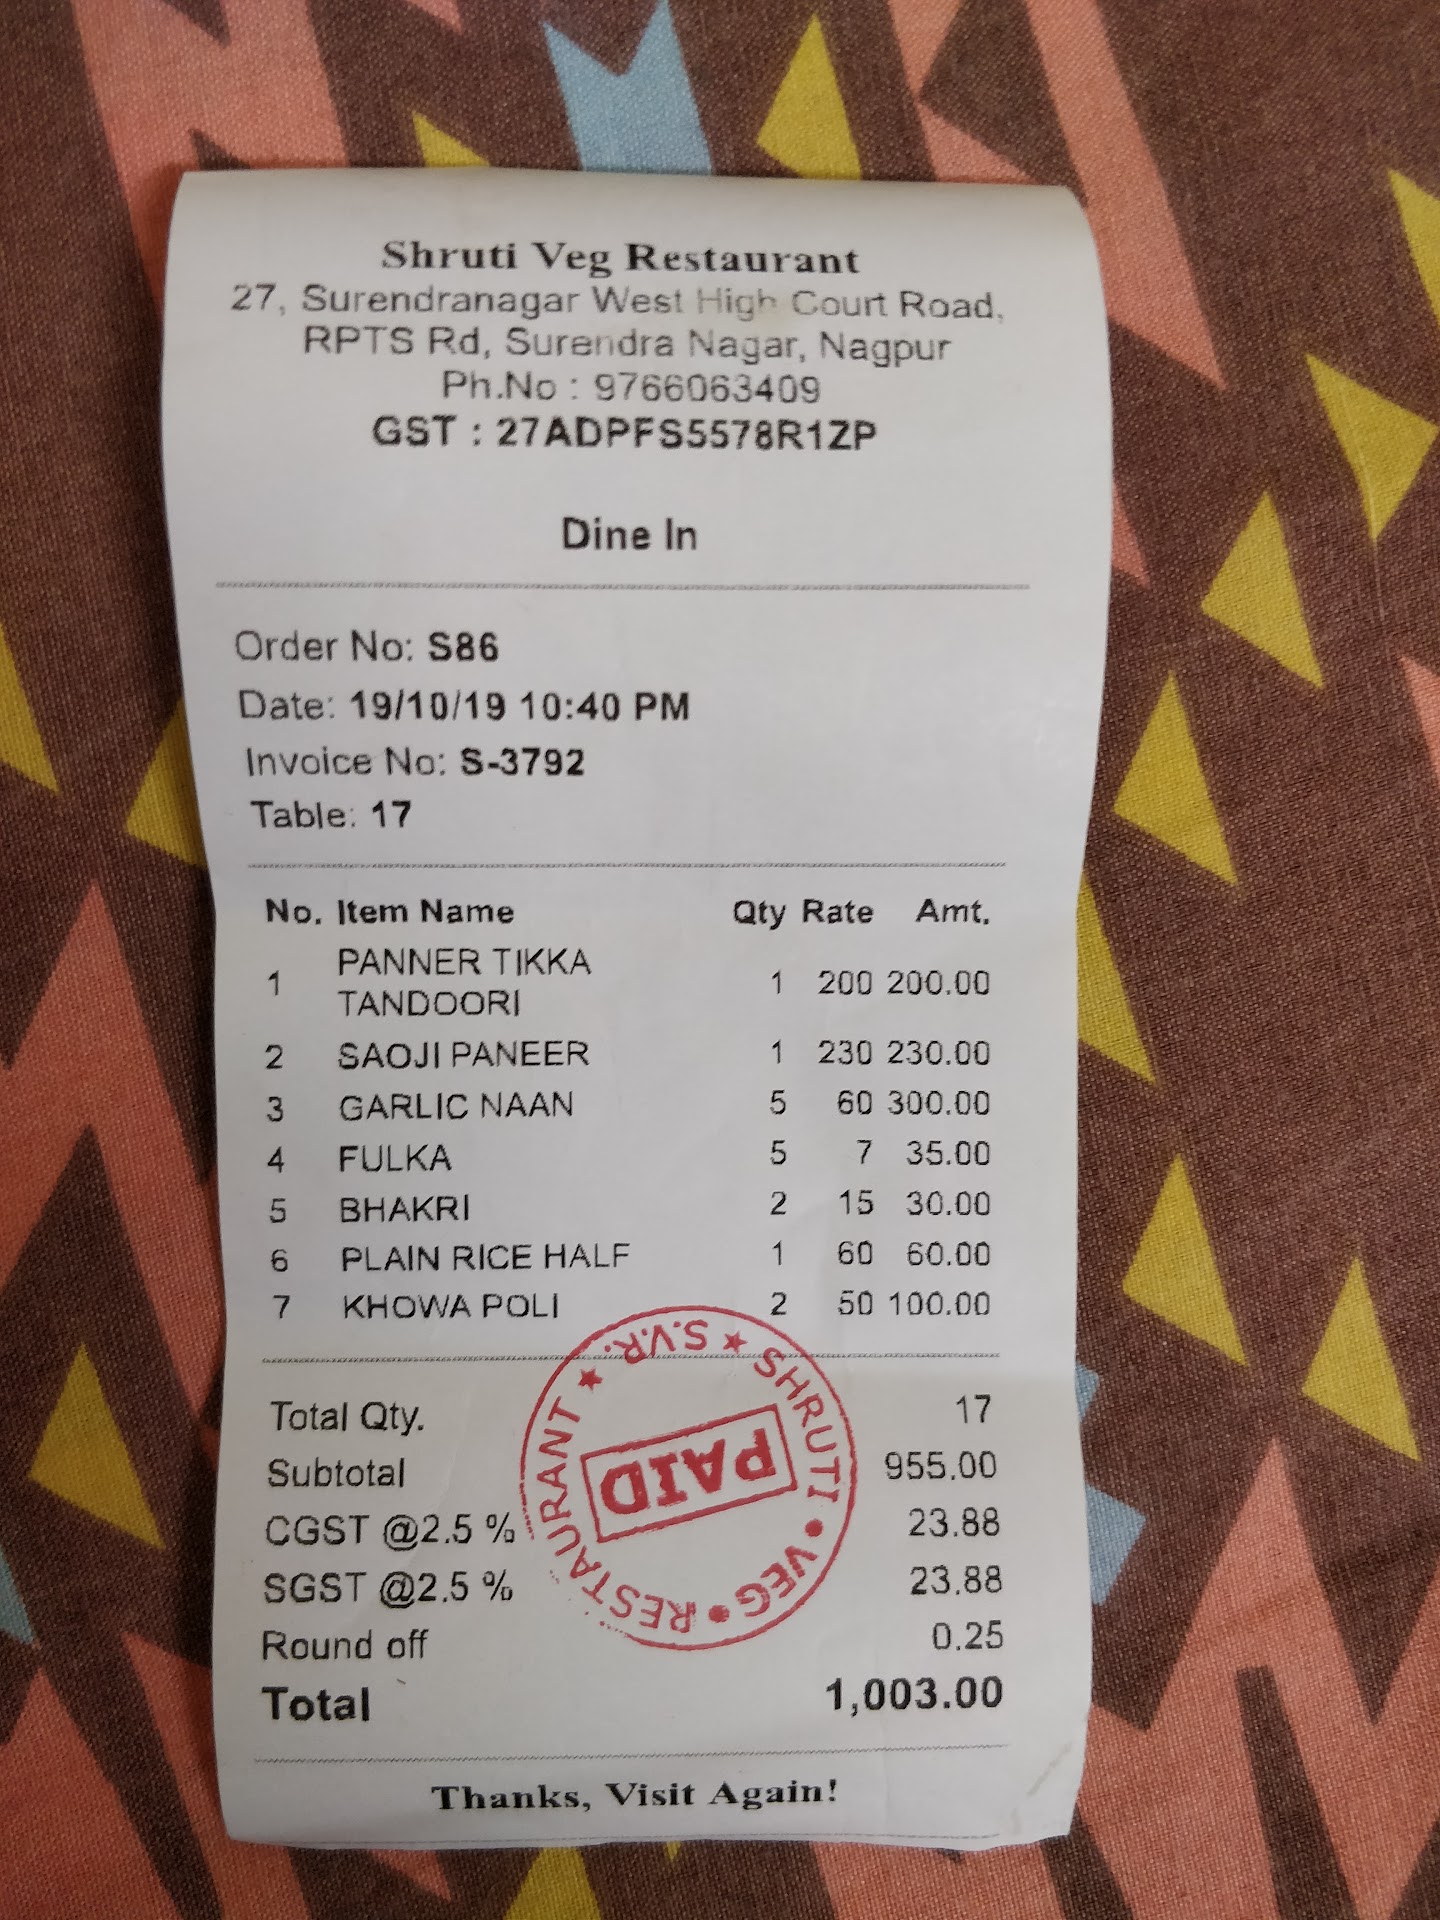 Shruti Veg Restaurant
27, Surendranagar West High Court Road,
RPTS Rd, Surendra Nagar, Nagpur
Ph.No : 9766063409
GST : 27ADPFS5578R1ZP
Dine In
Order No: S86
Date: 19/10/19 10:40 PM
Invoice No: S-3792
Table: 17
No. Item Name Qty Rate Amt.
1 PANNER TIKKA TANDOORI 1 200 200.00
2 SAOJI PANEER 1 230 230.00
3 GARLIC NAAN 5 60 300.00
4 FULKA 5 7 35.00
5 BHAKRI 2 15 30.00
6 PLAIN RICE HALF 1 60 60.00
7 KHOWA POLI 2 50 100.00
Total Qty. 17
Subtotal 955.00
CGST @2.5 % 23.88
SGST @2.5 % 23.88
Round off 0.25
Total 1,003.00
SHRUTI • VEG • RESTAURANT ★ S.V.R. ★
PAID
Thanks, Visit Again!